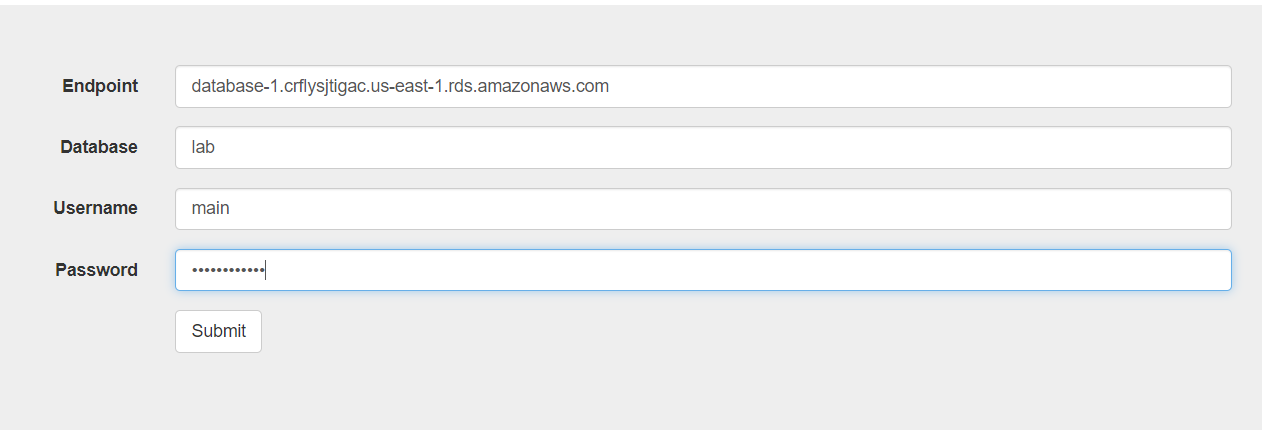 Endpoint database-1.crflysjtigac.us-east-1.rds.amazonaws.com
Database lab
Username main
Password ••••••••••••
Submit